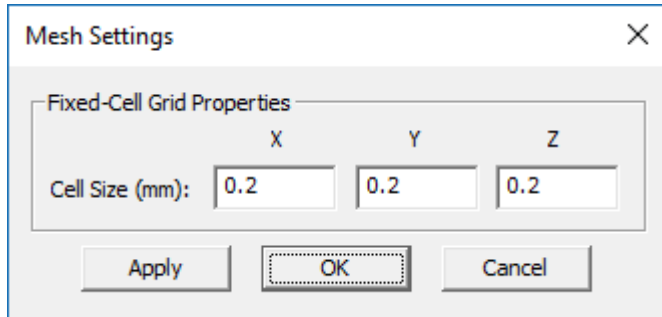 Mesh Settings
Fixed-Cell Grid Properties
X Y Z
Cell Size (mm): 0.2 0.2 0.2
Apply OK Cancel